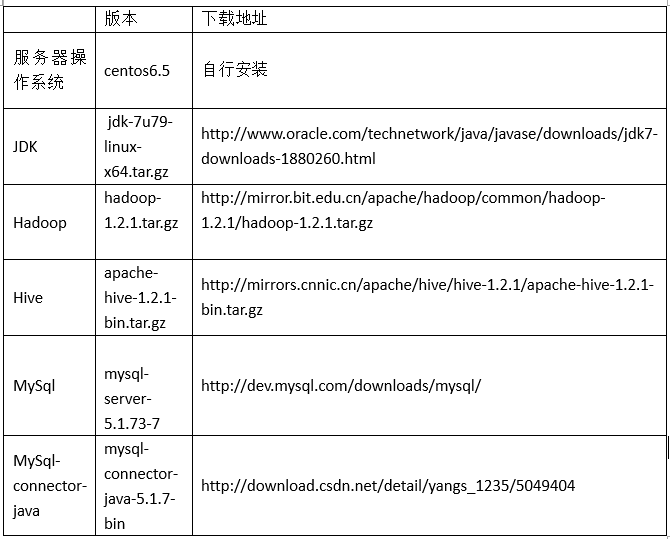 版本
下载地址
服务器操
作系统
centos6.5
自行安装
JDK
jdk-7u79-
linux-
x64.tar.gz
http://www.oracle.com/technetwork/java/javase/downloads/jdk7-
downloads-1880260.html
Hadoop
hadoop-
1.2.1.tar.gz
http://mirror.bit.edu.cn/apache/hadoop/common/hadoop-
1.2.1/hadoop-1.2.1.tar.gz
Hive
apache-
hive-1.2.1-
bin.tar.gz
http://mirrors.cnnic.cn/apache/hive/hive-1.2.1/apache-hive-1.2.1-
bin.tar.gz
MySql
mysql-
server-
5.1.73-7
http://dev.mysql.com/downloads/mysql/
MySql-
connector-
java
mysql-
connector-
java-5.1.7-
bin
http://download.csdn.net/detail/yangs_1235/5049404